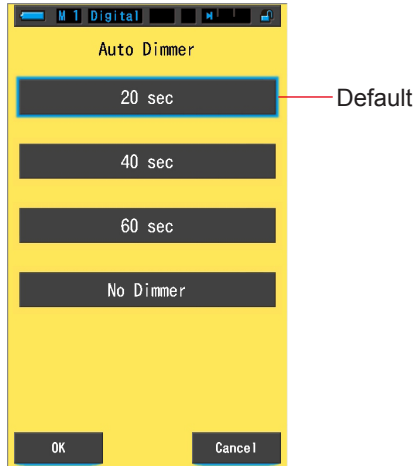 M 1 Digital
Auto Dimmer
20 sec
Default
40 sec
60 sec
No Dimmer
OK
Cancel